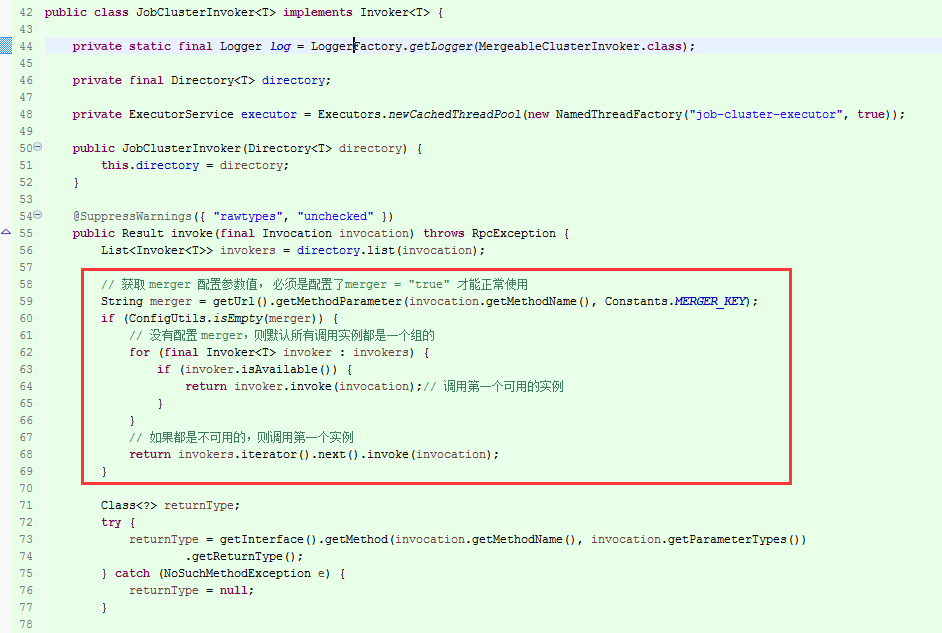 42 public class JobClusterInvoker<T> implements Invoker<T> {
43
44 private static final Logger log = LoggerFactory.getLogger(MergeableClusterInvoker.class);
45
46 private final Directory<T> directory;
47
48 private ExecutorService executor = Executors.newCachedThreadPool(new NamedThreadFactory("job-cluster-executor", true));
49
50 public JobClusterInvoker(Directory<T> directory) {
51 this.directory = directory;
52 }
53
54 @SuppressWarnings({ "rawtypes", "unchecked" })
55 public Result invoke(final Invocation invocation) throws RpcException {
56 List<Invoker<T>> invokers = directory.list(invocation);
57
58 // 获取 merger 配置参数值，必须是配置了merger = "true" 才能正常使用
59 String merger = getUrl().getMethodParameter(invocation.getMethodName(), Constants.MERGER_KEY);
60 if (ConfigUtils.isEmpty(merger)) {
61 // 没有配置 merger，则默认所有调用实例都是一个组的
62 for (final Invoker<T> invoker : invokers) {
63 if (invoker.isAvailable()) {
64 return invoker.invoke(invocation);// 调用第一个可用的实例
65 }
66 }
67 // 如果都是不可用的，则调用第一个实例
68 return invokers.iterator().next().invoke(invocation);
69 }
70
71 Class<?> returnType;
72 try {
73 returnType = getInterface().getMethod(invocation.getMethodName(), invocation.getParameterTypes())
74 .getReturnType();
75 } catch (NoSuchMethodException e) {
76 returnType = null;
77 }
78